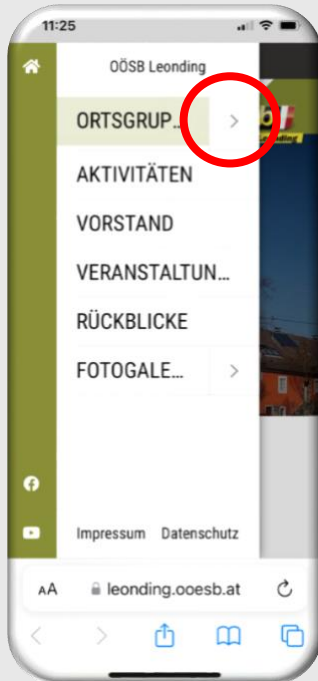 11:25
OÖSB Leonding
ORTSGRUP...
AKTIVITÄTEN
VORSTAND
VERANSTALTUN...
RÜCKBLICKE
FOTOGALE...
Impressum Datenschutz
AA leonding.ooesb.at